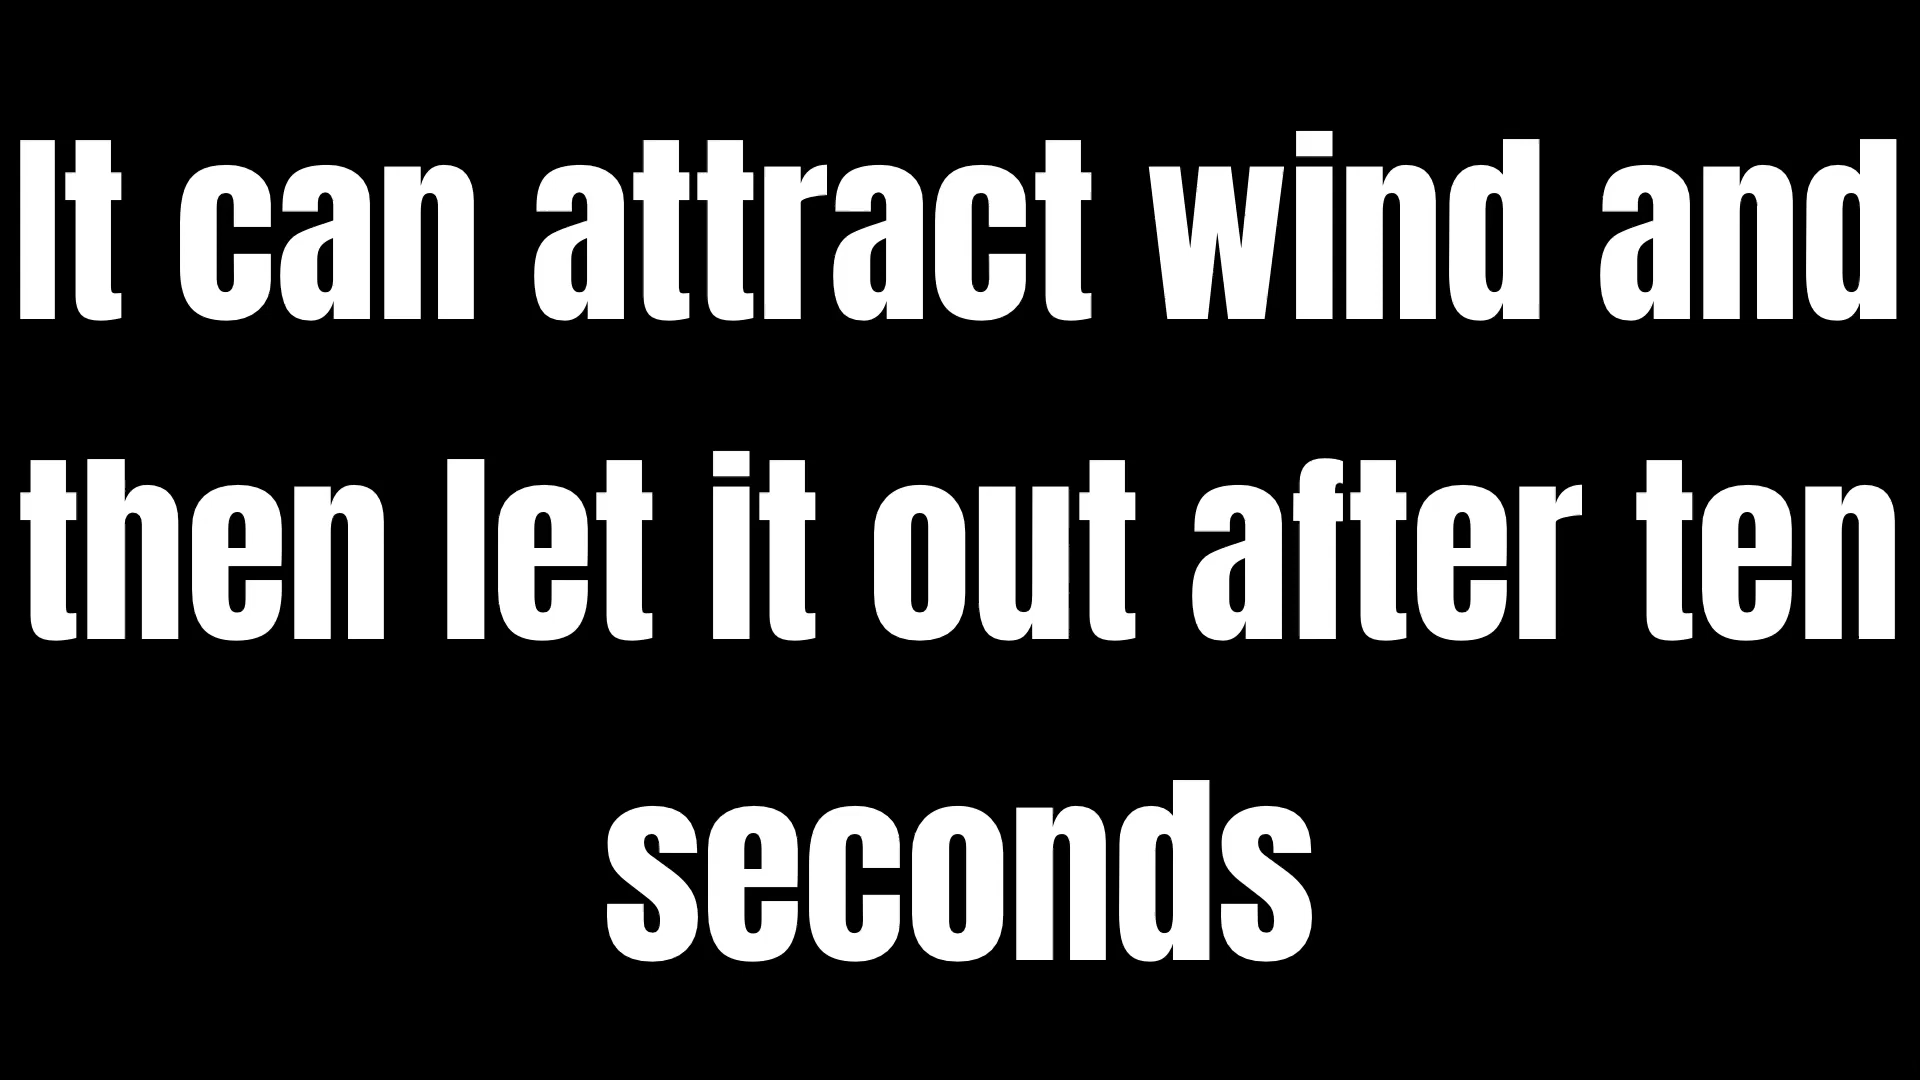 It can attract wind and
then let it out after ten
seconds